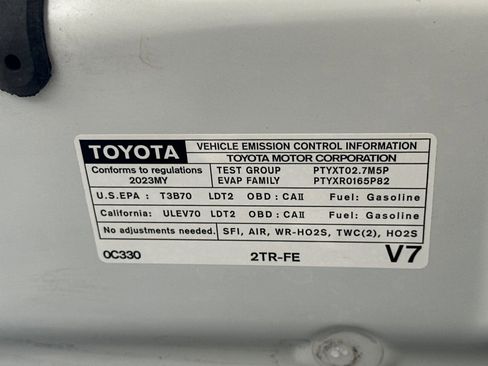 TOYOTA VEHICLE EMISSION CONTROL INFORMATION
TOYOTA MOTOR CORPORATION
Conforms to regulations TEST GROUP PTYXT02.7M5P
2023MY EVAP FAMILY PTYXR0165P82
U.S.EPA : T3B70 LDT2 OBD : CAII Fuel: Gasoline
California: ULEV70 LDT2 OBD : CAII Fuel: Gasoline
No adjustments needed. SFI, AIR, WR-HO2S, TWC(2), HO2S
0C330 2TR-FE V7